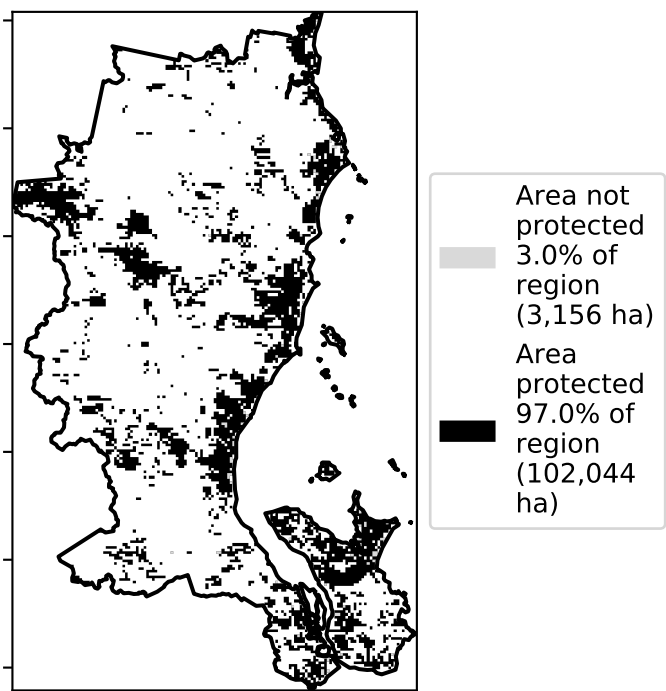 Area not
protected
3.0% of
region
(3,156 ha)
Area
protected
97.0% of
region
(102,044
ha)